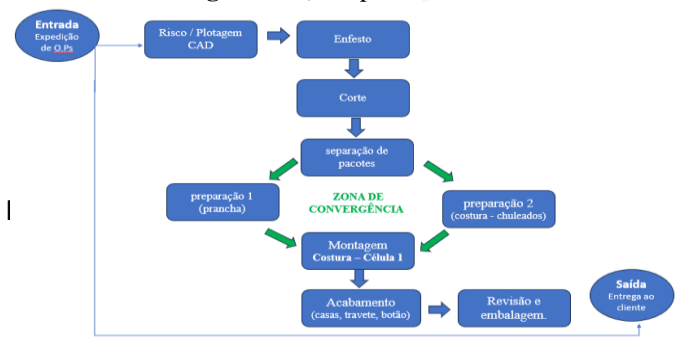 Entrada
Expedição
de O.Ps
Risco / Plotagem
CAD
Enfesto
Corte
separação de
pacotes
preparação 1
(prancha)
ZONA DE
CONVERGÊNCIA
preparação 2
(costura - chuleados)
Montagem
Costura – Célula 1
Acabamento
(casas, travete, botão)
Revisão e
embalagem.
Saída
Entrega ao
cliente